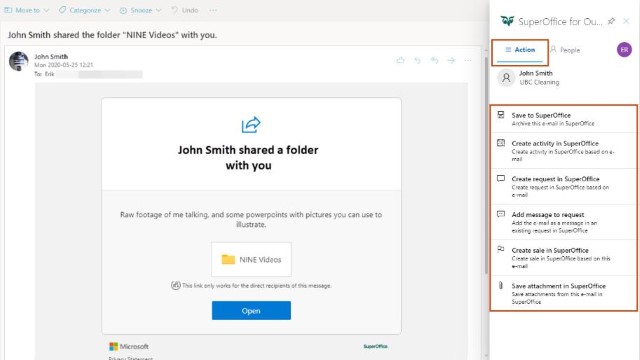 Move to Categorize Snooze Undo
John Smith shared the folder "NINE Videos" with you.
John Smith
Mon 2020-05-25 12:21
To: Erik
John Smith shared a folder
with you
Raw footage of me talking, and some powerpoints with pictures you can use to
illustrate.
NINE Videos
This link only works for the direct recipients of this message.
Open
Microsoft
SuperOffice
Privacy Statement
SuperOffice for Ou...
Action
People
ER
John Smith
UBC Cleaning
Save to SuperOffice
Archive this e-mail in SuperOffice
Create activity in SuperOffice
Create activity in SuperOffice based on e-
mail
Create request in SuperOffice
Create request in SuperOffice based on
e-mail
Add message to request
Add the e-mail as a message in an
existing request in SuperOffice
Create sale in SuperOffice
Create sale in SuperOffice based on this
e-mail
Save attachment in SuperOffice
Save attachments from this e-mail in
SuperOffice